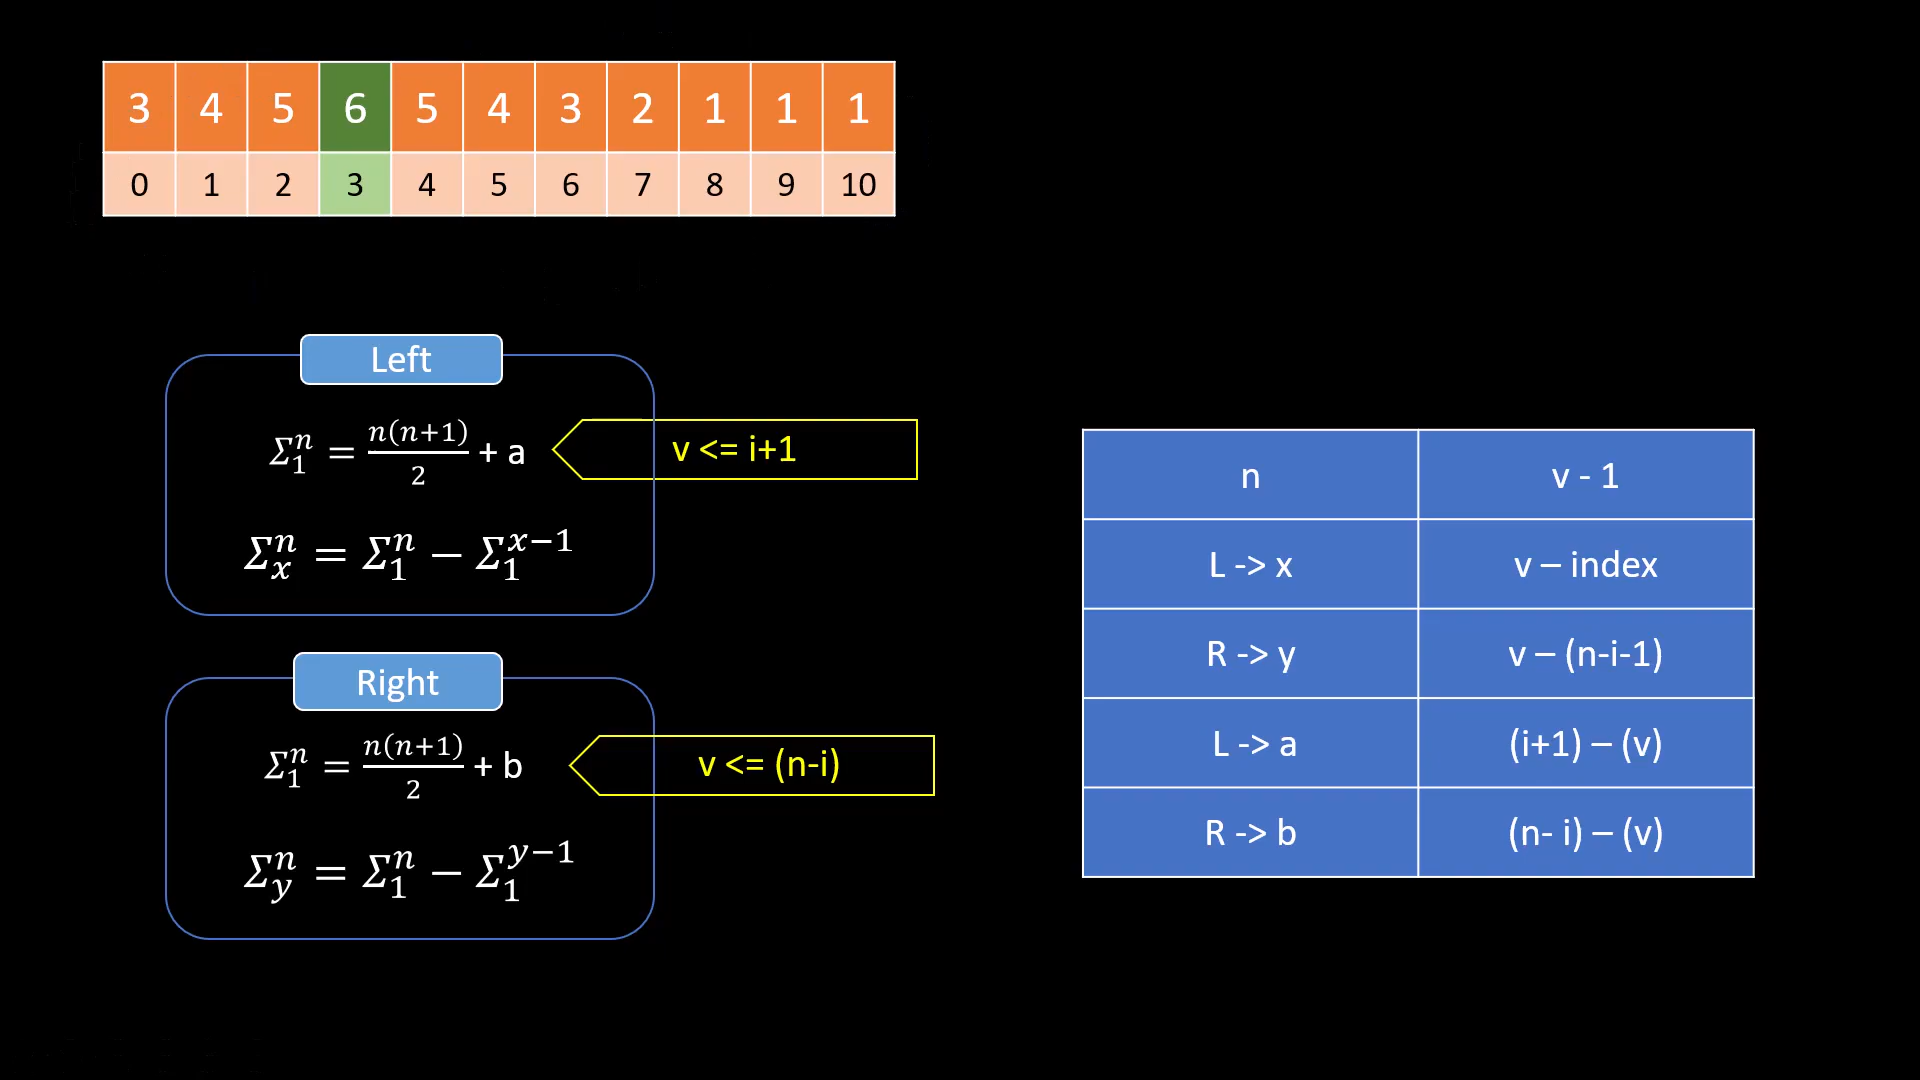 3 4 5 6 5 4 3 2 1 1 1
0 1 2 3 4 5 6 7 8 9 10
Left
Σ₁ⁿ = n(n+1)/2 + a
v <= i+1
Σₓⁿ = Σ₁ⁿ − Σ₁ˣ⁻¹
Right
Σ₁ⁿ = n(n+1)/2 + b
v <= (n-i)
Σ_yⁿ = Σ₁ⁿ − Σ₁ʸ⁻¹
n v - 1
L -> x v – index
R -> y v – (n-i-1)
L -> a (i+1) – (v)
R -> b (n- i) – (v)